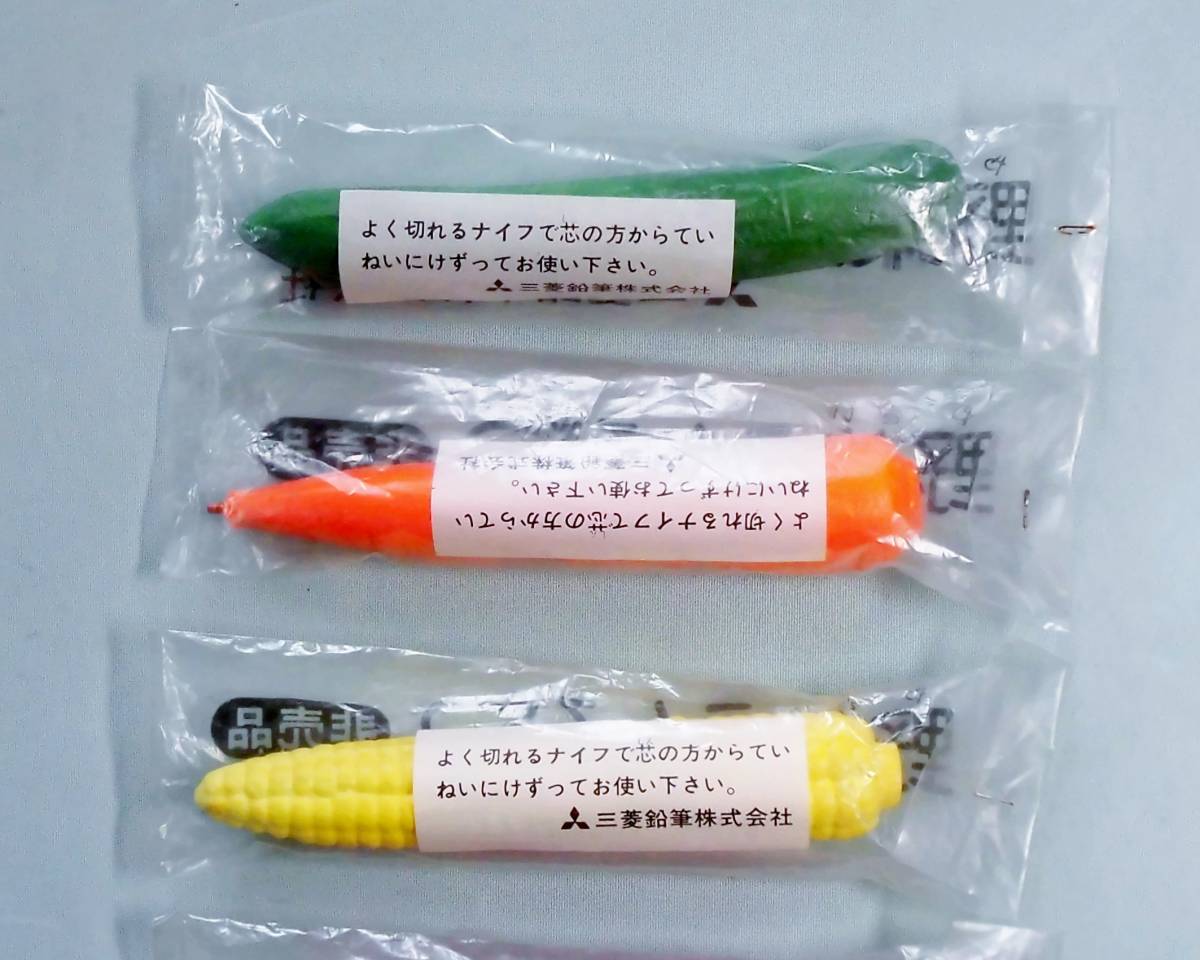 よく切れるナイフで芯の方からてい
ねいにけずってお使い下さい。
三菱鉛筆株式会社
非売品
三菱鉛筆株式会社
ねいにけずってお使い下さい。
よく切れるナイフで芯の方からてい
非売品
よく切れるナイフで芯の方からてい
ねいにけずってお使い下さい。
三菱鉛筆株式会社